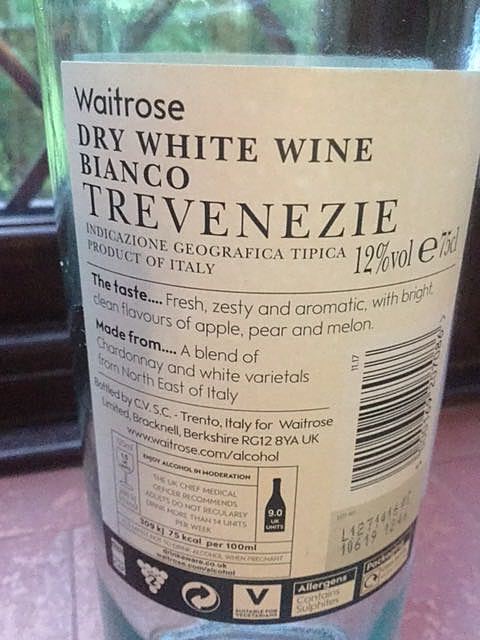 Waitrose
DRY WHITE WINE
BIANCO
TREVENEZIE
INDICAZIONE GEOGRAFICA TIPICA
PRODUCT OF ITALY
12%vol e 75cl
The taste.... Fresh, zesty and aromatic, with bright,
clean flavours of apple, pear and melon.
Made from.... A blend of
Chardonnay and white varietals
from North East of Italy
Bottled by C.V. S.C. - Trento, Italy for Waitrose
Limited, Bracknell, Berkshire RG12 8YA UK
www.waitrose.com/alcohol
11.17
ENJOY ALCOHOL IN MODERATION
THE UK CHIEF MEDICAL
OFFICER RECOMMENDS
ADULTS DO NOT REGULARLY
DRINK MORE THAN 14 UNITS
PER WEEK
9.0
UK
UNITS
309 kJ 75 kcal per 100ml
drinkaware.co.uk
waitrose.com/alcohol
V
SUITABLE FOR
Allergens
Contains
Sulphites